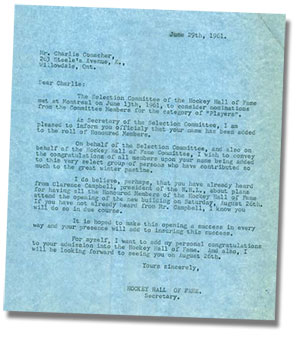 June 29th, 1961.
Mr. Charlie Conacher,
263 Steele's Avenue, E.,
Willowdale, Ont.
Dear Charlie:
The Selection Committee of the Hockey Hall of Fame
met at Montreal on June 13th, 1961, to consider nominations
from the Committee Members for the category of "Players".
As Secretary of the Selection Committee, I am
pleased to inform you officially that your name has been added
to the roll of Honoured Members.
On behalf of the Selection Committee, and also on
behalf of the Hockey Hall of Fame Committee, I wish to convey
the congratulations of all members upon your name being added
to this very select group of persons who have contributed so
much to the great winter pastime.
I do believe, perhaps, that you have already heard
from Clarence Campbell, president of the N.H.L., about plans
for having all the Honoured Members of the Hockey Hall of Fame
attend the opening of the new building on Saturday, August 26th.
If you have not already heard from Mr. Campbell, I know you
will do so in due course.
It is hoped to make this opening a success in every
way and your presence will add to insuring this success.
For myself, I want to add my personal congratulations
to your admission into the Hockey Hall of Fame. And also, I
will be looking forward to seeing you on August 26th.
Yours sincerely,
HOCKEY HALL OF FAME.
Secretary.